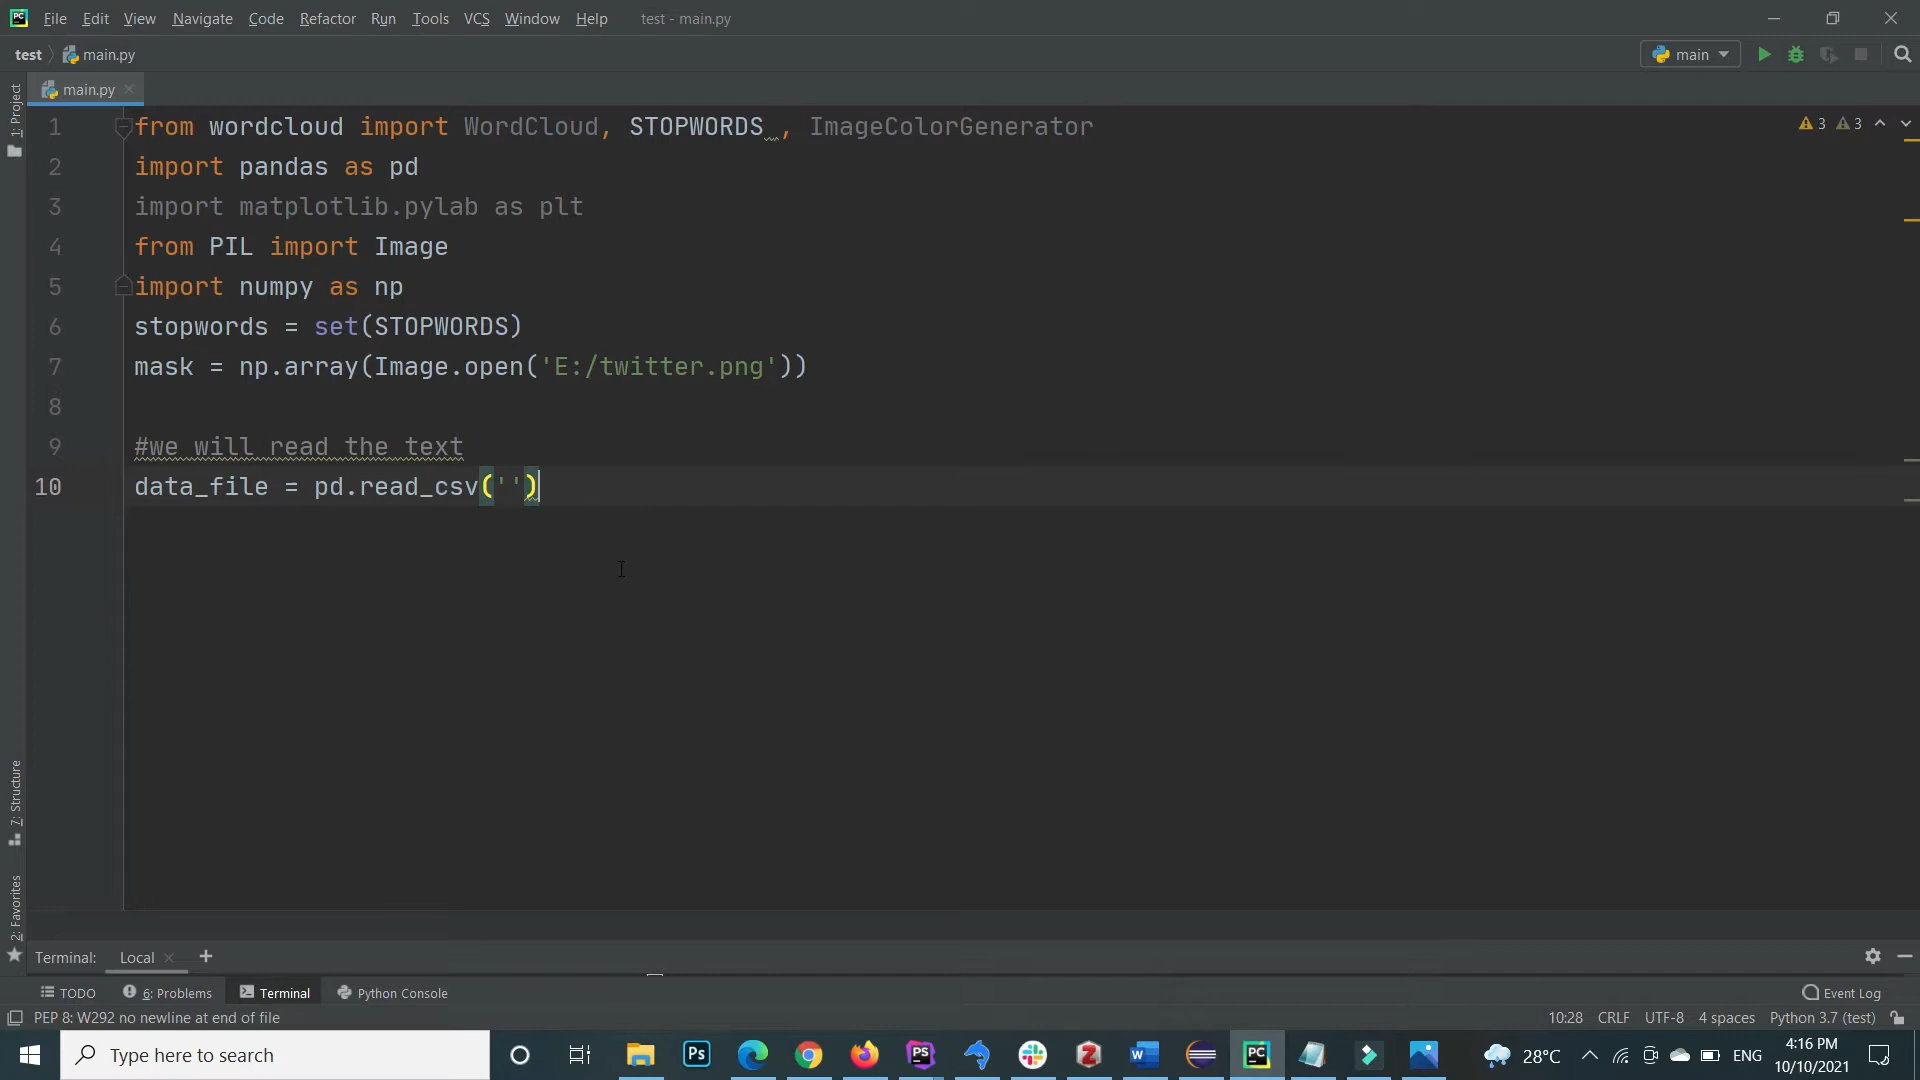 File Edit View Navigate Code Refactor Run Tools VCS Window Help test - main.py
test main.py main
main.py
1: Project
1 from wordcloud import WordCloud, STOPWORDS , ImageColorGenerator
3 3
2 import pandas as pd
3 import matplotlib.pylab as plt
4 from PIL import Image
5 import numpy as np
6 stopwords = set(STOPWORDS)
7 mask = np.array(Image.open('E:/twitter.png'))
8
9 #we will read the text
10 data_file = pd.read_csv('')
7: Structure
2: Favorites
Terminal: Local +
TODO 6: Problems Terminal Python Console Event Log
PEP 8: W292 no newline at end of file 10:28 CRLF UTF-8 4 spaces Python 3.7 (test)
Type here to search 28°C ENG 4:16 PM
10/10/2021